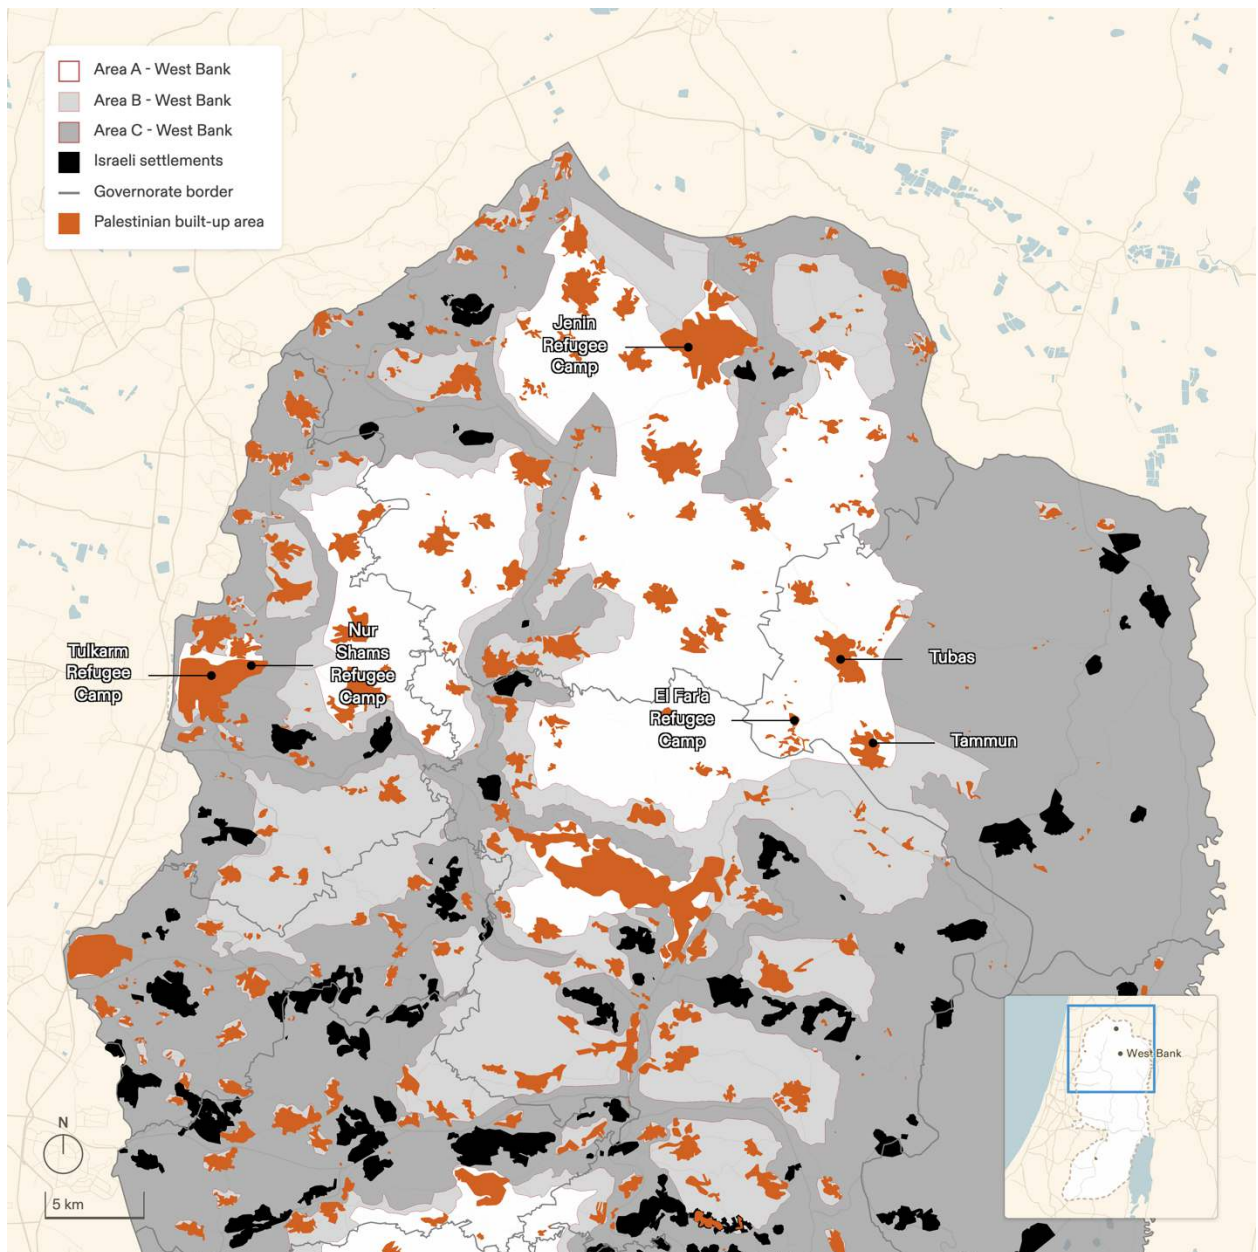 Area A - West Bank
Area B - West Bank
Area C - West Bank
Israeli settlements
Governorate border
Palestinian built-up area
Jenin
Refugee
Camp
Nur
Shams
Refugee
Camp
Tulkarm
Refugee
Camp
Tubas
El Far'a
Refugee
Camp
Tammun
West Bank
N
5 km